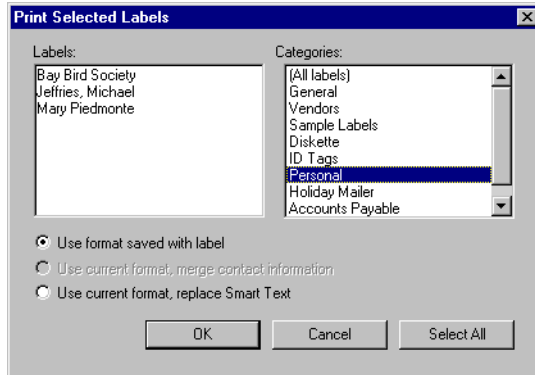 Print Selected Labels
Labels:
Bay Bird Society
Jeffries, Michael
Mary Piedmonte
Categories:
(All labels)
General
Vendors
Sample Labels
Diskette
ID Tags
Personal
Holiday Mailer
Accounts Payable
Use format saved with label
Use current format, merge contact information
Use current format, replace Smart Text
OK
Cancel
Select All